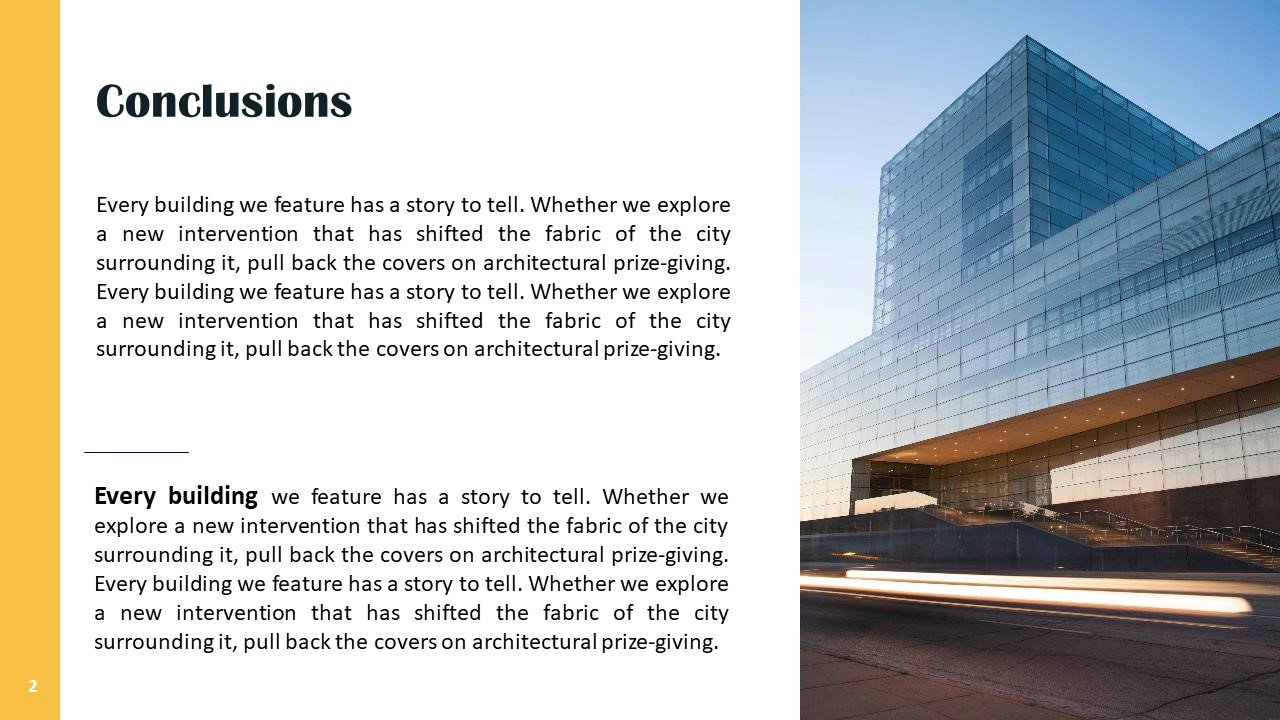 Conclusions
Every building we feature has a story to tell. Whether we explore
a new intervention that has shifted the fabric of the city
surrounding it, pull back the covers on architectural prize-giving.
Every building we feature has a story to tell. Whether we explore
a new intervention that has shifted the fabric of the city
surrounding it, pull back the covers on architectural prize-giving.
Every building we feature has a story to tell. Whether we
explore a new intervention that has shifted the fabric of the city
surrounding it, pull back the covers on architectural prize-giving.
Every building we feature has a story to tell. Whether we explore
a new intervention that has shifted the fabric of the city
surrounding it, pull back the covers on architectural prize-giving.
2